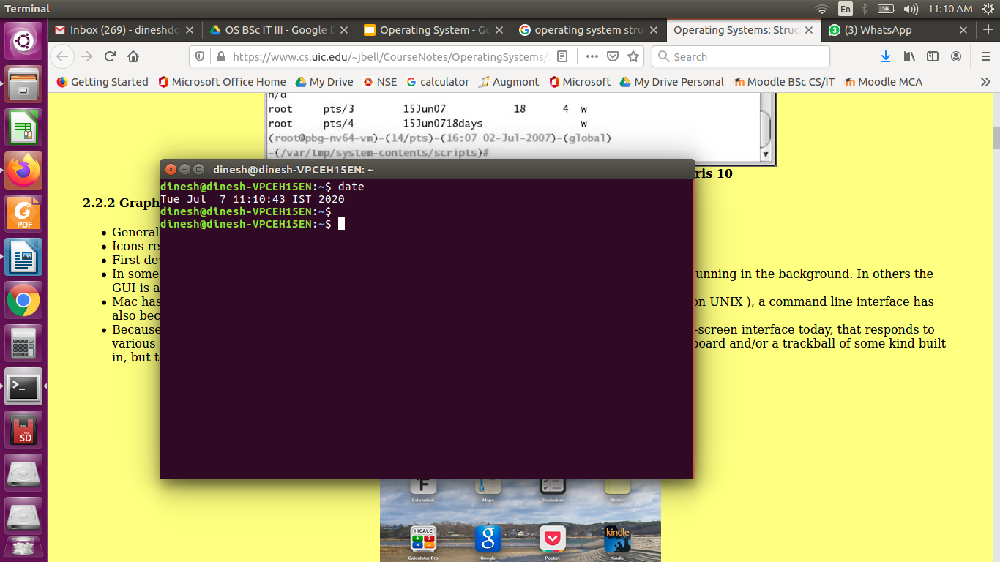 Terminal
En
11:10 AM
Inbox (269) - dineshdo
OS BSc IT III - Google D
Operating System - Go
operating system stru
Operating Systems: Struc
(3) WhatsApp
https://www.cs.uic.edu/~jbell/CourseNotes/OperatingSystems/
Search
Getting Started
Microsoft Office Home
My Drive
NSE
calculator
Augmont
Microsoft
My Drive Personal
Moodle BSc CS/IT
Moodle MCA
n/d
root pts/3 15Jun07 18 4 w
root pts/4 15Jun0718days w
(root@pbg-nv64-vm)-(14/pts)-(16:07 02-Jul-2007)-(global)
-(/var/tmp/system-contents/scripts)#
ris 10
dinesh@dinesh-VPCEH15EN: ~
dinesh@dinesh-VPCEH15EN:~$ date
Tue Jul  7 11:10:43 IST 2020
dinesh@dinesh-VPCEH15EN:~$
dinesh@dinesh-VPCEH15EN:~$
2.2.2 Graph
General
Icons re
First de
In some unning in the background. In others the
GUI is a
Mac has on UNIX ), a command line interface has
also bec
Because -screen interface today, that responds to
various board and/or a trackball of some kind built
in, but t
PDF
SD
Fahrenheit
Maps
Reminders
Notes
HICALC
kindle
Calculator Pro
Google
Pocket
Kindle